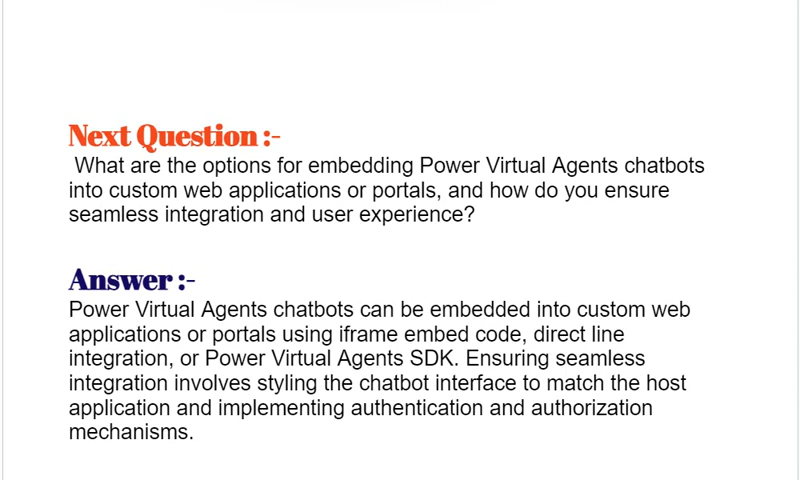 Next Question :-
What are the options for embedding Power Virtual Agents chatbots
into custom web applications or portals, and how do you ensure
seamless integration and user experience?
Answer :-
Power Virtual Agents chatbots can be embedded into custom web
applications or portals using iframe embed code, direct line
integration, or Power Virtual Agents SDK. Ensuring seamless
integration involves styling the chatbot interface to match the host
application and implementing authentication and authorization
mechanisms.